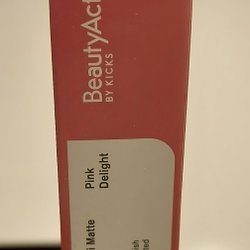 BeautyAct
BY KICKS
Pink
Delight
i Matte